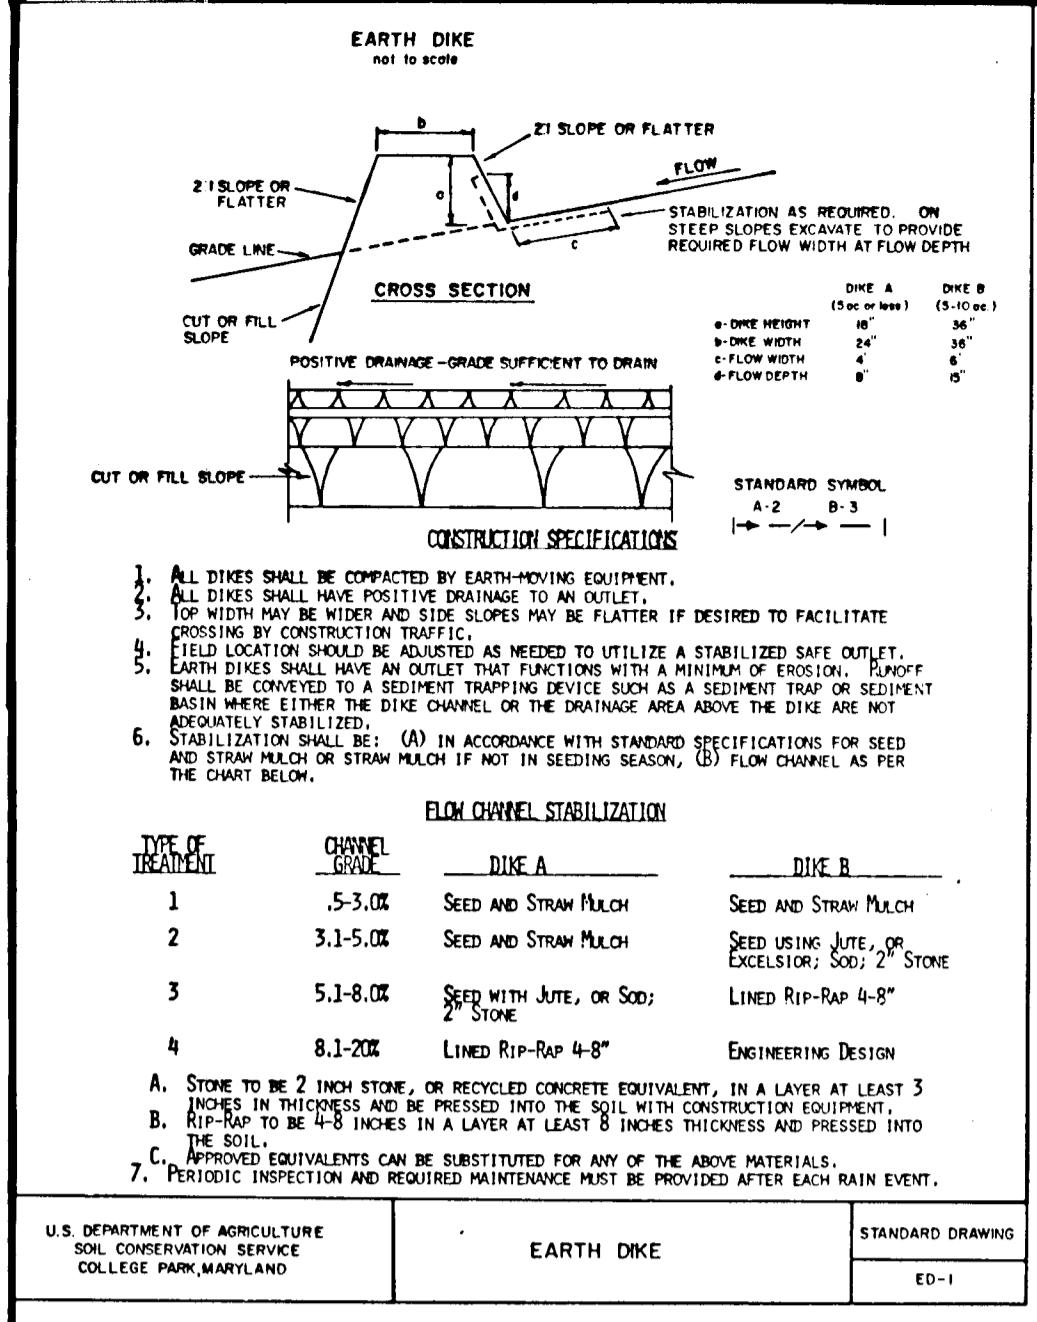 EARTH DIKE
not to scale
b
2:1 SLOPE OR FLATTER
FLOW
2:1 SLOPE OR
FLATTER
a
d
STABILIZATION AS REQUIRED. ON
STEEP SLOPES EXCAVATE TO PROVIDE
REQUIRED FLOW WIDTH AT FLOW DEPTH
c
GRADE LINE
CROSS SECTION
DIKE A DIKE B
(5 ac or less) (5-10 ac.)
a-DIKE HEIGHT 18" 36"
b-DIKE WIDTH 24" 36"
c-FLOW WIDTH 4' 6'
d-FLOW DEPTH 8" 15"
CUT OR FILL
SLOPE
POSITIVE DRAINAGE-GRADE SUFFICIENT TO DRAIN
CUT OR FILL SLOPE
STANDARD SYMBOL
A-2 B-3
CONSTRUCTION SPECIFICATIONS
1. ALL DIKES SHALL BE COMPACTED BY EARTH-MOVING EQUIPMENT.
2. ALL DIKES SHALL HAVE POSITIVE DRAINAGE TO AN OUTLET.
3. TOP WIDTH MAY BE WIDER AND SIDE SLOPES MAY BE FLATTER IF DESIRED TO FACILITATE
CROSSING BY CONSTRUCTION TRAFFIC.
4. FIELD LOCATION SHOULD BE ADJUSTED AS NEEDED TO UTILIZE A STABILIZED SAFE OUTLET.
5. EARTH DIKES SHALL HAVE AN OUTLET THAT FUNCTIONS WITH A MINIMUM OF EROSION. RUNOFF
SHALL BE CONVEYED TO A SEDIMENT TRAPPING DEVICE SUCH AS A SEDIMENT TRAP OR SEDIMENT
BASIN WHERE EITHER THE DIKE CHANNEL OR THE DRAINAGE AREA ABOVE THE DIKE ARE NOT
ADEQUATELY STABILIZED.
6. STABILIZATION SHALL BE: (A) IN ACCORDANCE WITH STANDARD SPECIFICATIONS FOR SEED
AND STRAW MULCH OR STRAW MULCH IF NOT IN SEEDING SEASON, (B) FLOW CHANNEL AS PER
THE CHART BELOW.
FLOW CHANNEL STABILIZATION
TYPE OF CHANNEL
TREATMENT GRADE DIKE A DIKE B
1 .5-3.0% SEED AND STRAW MULCH SEED AND STRAW MULCH
2 3.1-5.0% SEED AND STRAW MULCH SEED USING JUTE, OR
EXCELSIOR; SOD; 2" STONE
3 5.1-8.0% SEED WITH JUTE, OR SOD; LINED RIP-RAP 4-8"
2" STONE
4 8.1-20% LINED RIP-RAP 4-8" ENGINEERING DESIGN
A. STONE TO BE 2 INCH STONE, OR RECYCLED CONCRETE EQUIVALENT, IN A LAYER AT LEAST 3
INCHES IN THICKNESS AND BE PRESSED INTO THE SOIL WITH CONSTRUCTION EQUIPMENT.
B. RIP-RAP TO BE 4-8 INCHES IN A LAYER AT LEAST 8 INCHES THICKNESS AND PRESSED INTO
THE SOIL.
C. APPROVED EQUIVALENTS CAN BE SUBSTITUTED FOR ANY OF THE ABOVE MATERIALS.
7. PERIODIC INSPECTION AND REQUIRED MAINTENANCE MUST BE PROVIDED AFTER EACH RAIN EVENT.
U.S. DEPARTMENT OF AGRICULTURE
SOIL CONSERVATION SERVICE
COLLEGE PARK, MARYLAND
EARTH DIKE
STANDARD DRAWING
ED-1